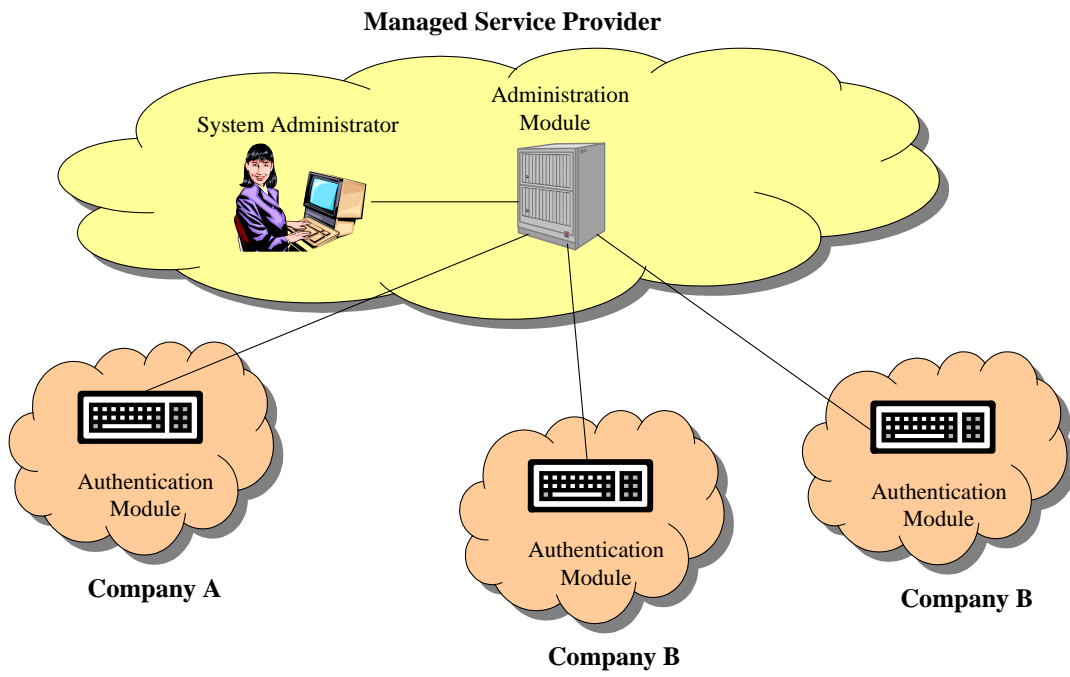 Managed Service Provider
System Administrator
Administration
Module
Authentication
Module
Company A
Authentication
Module
Company B
Authentication
Module
Company B